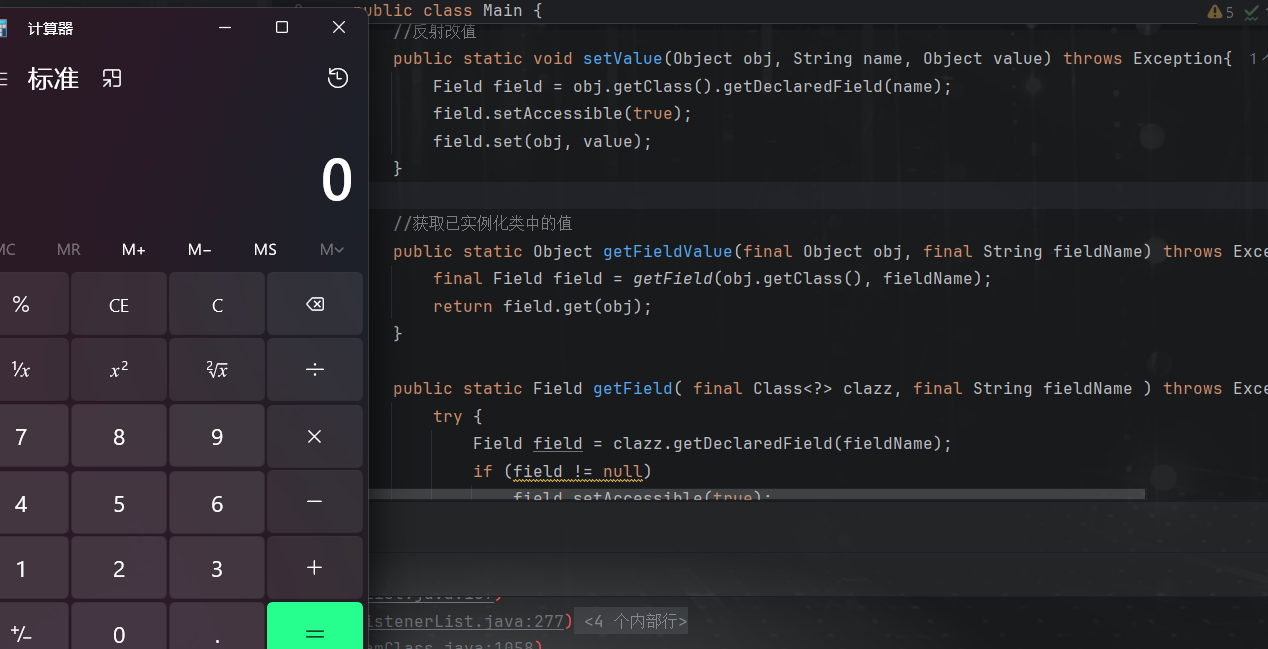 计算器
标准
0
MC MR M+ M− MS M
% CE C
¹/x x² ²√x ÷
7 8 9 ×
4 5 6 −
1 2 3 +
+/− 0 . =
public class Main {
5
//反射改值
public static void setValue(Object obj, String name, Object value) throws Exception{
Field field = obj.getClass().getDeclaredField(name);
field.setAccessible(true);
field.set(obj, value);
}
//获取已实例化类中的值
public static Object getFieldValue(final Object obj, final String fieldName) throws Exce
final Field field = getField(obj.getClass(), fieldName);
return field.get(obj);
}
public static Field getField( final Class<?> clazz, final String fieldName ) throws Exce
try {
Field field = clazz.getDeclaredField(fieldName);
if (field != null)
field.setAccessible(true);
istenerList.java:277) <4 个内部行>
mClass.java:1058)